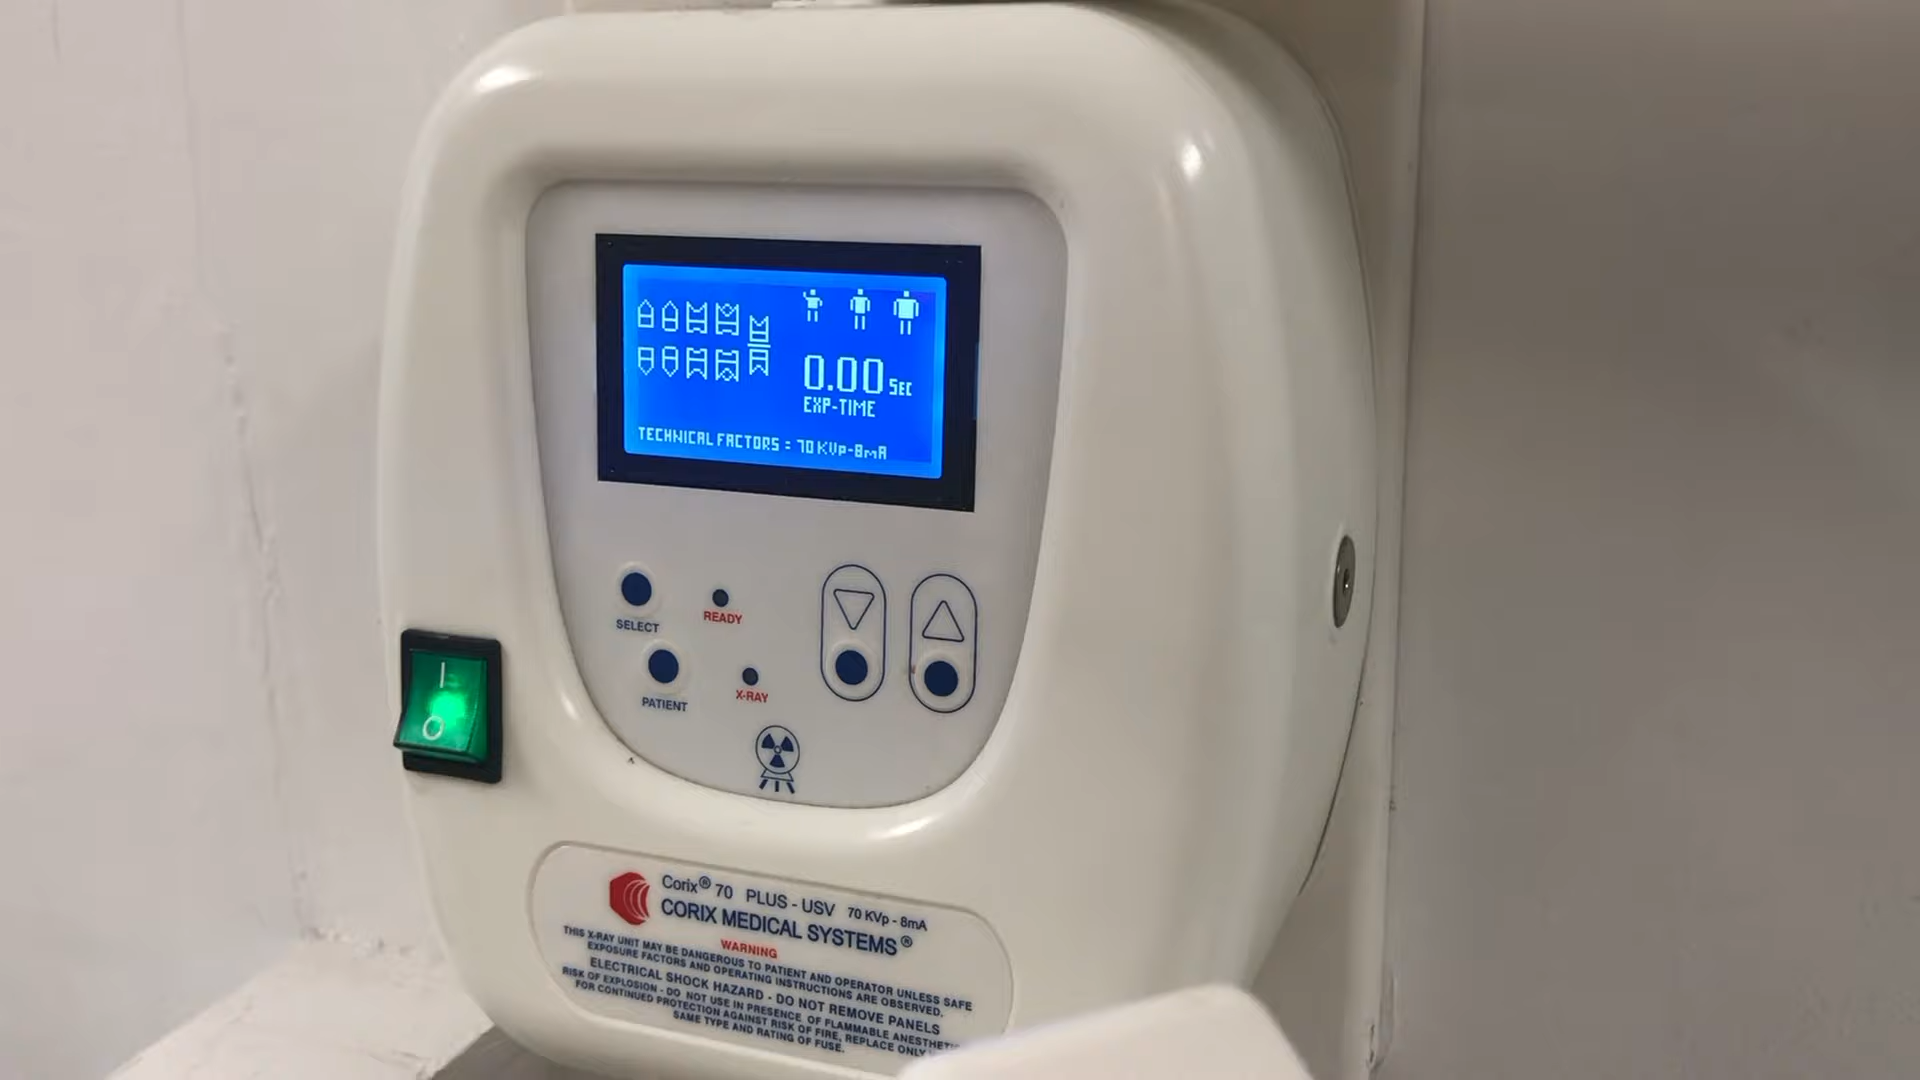 0.00 SEC
EXP-TIME
TECHNICAL FACTORS = 70 KVp-8mA
SELECT
READY
PATIENT
X-RAY
I
O
Corix® 70 PLUS - USV 70 KVp - 8mA
CORIX MEDICAL SYSTEMS®
WARNING
THIS X-RAY UNIT MAY BE DANGEROUS TO PATIENT AND OPERATOR UNLESS SAFE
EXPOSURE FACTORS AND OPERATING INSTRUCTIONS ARE OBSERVED.
ELECTRICAL SHOCK HAZARD - DO NOT REMOVE PANELS
RISK OF EXPLOSION - DO NOT USE IN PRESENCE OF FLAMMABLE ANESTHETI
FOR CONTINUED PROTECTION AGAINST RISK OF FIRE, REPLACE ONLY
SAME TYPE AND RATING OF FUSE.